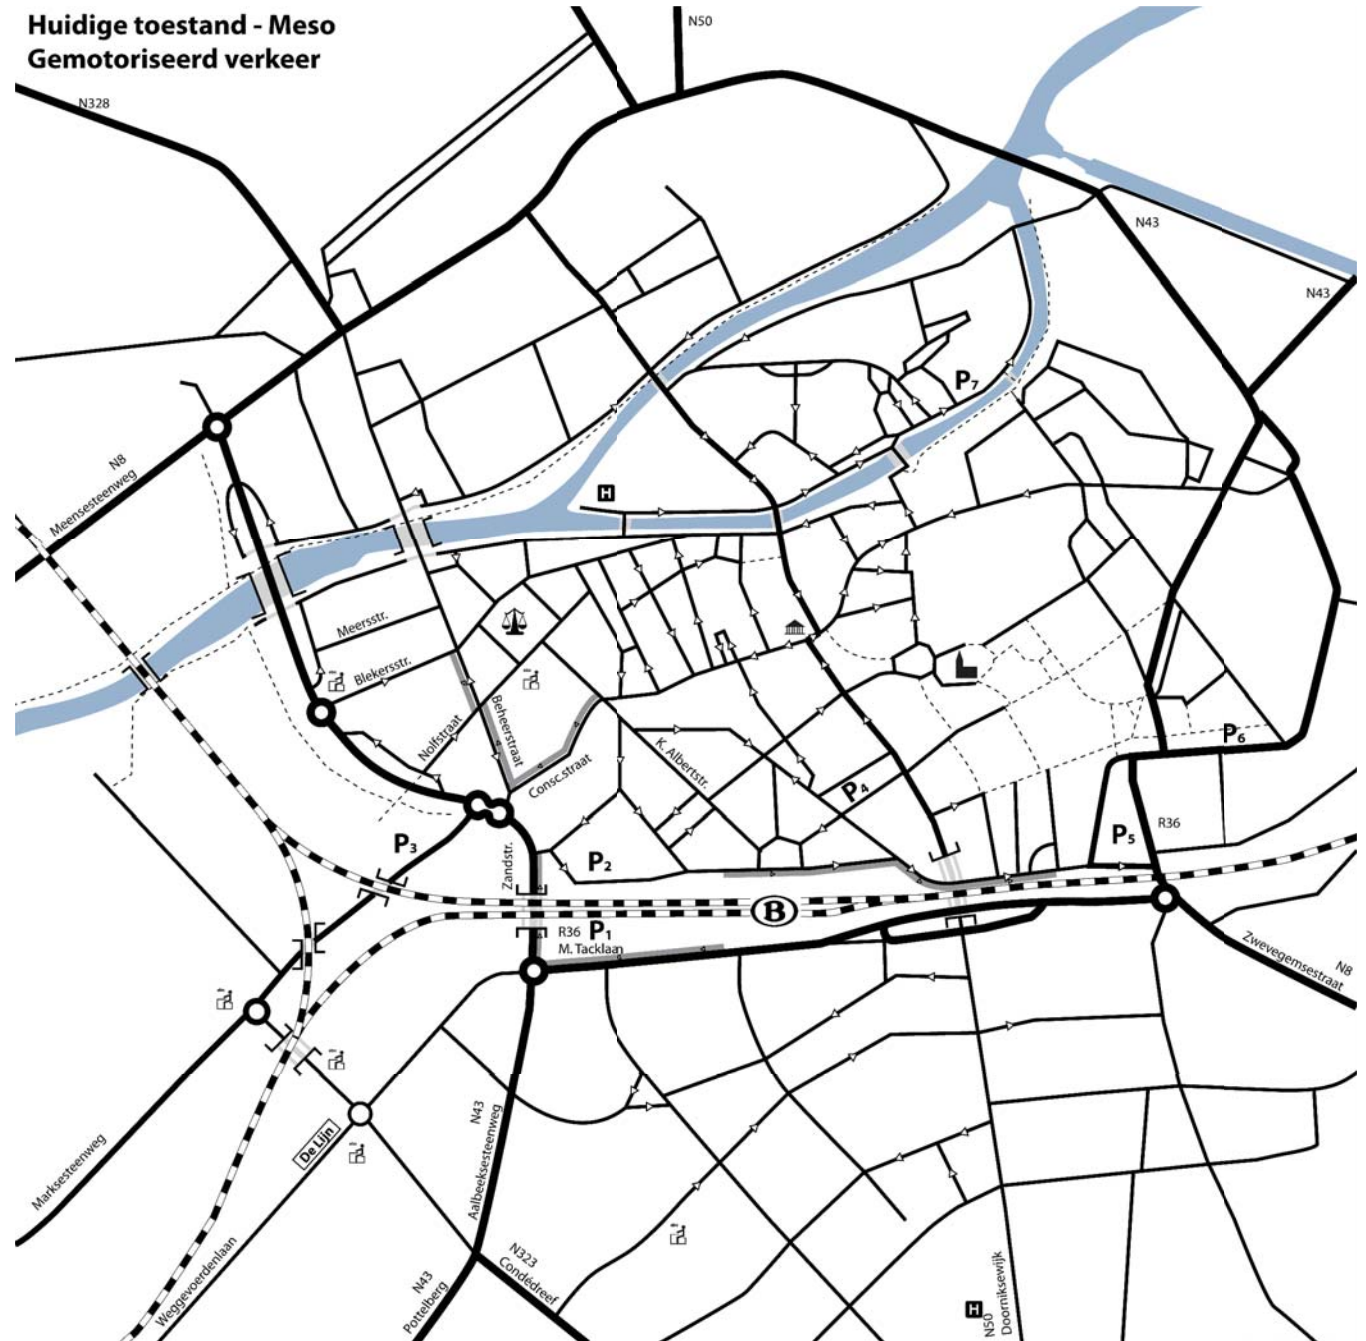 Huidige toestand - Meso
Gemotoriseerd verkeer
N50
N328
N43
N43
P7
N8
Meensesteenweg
H
Meersstr.
Blekersstr.
Nolfstraat
Beheerstraat
Consc.straat
K. Albertstr.
P6
P4
P3
P2
P5
R36
Zandstr.
B
R36
P1
M. Tacklaan
N8
Zwevegemsestraat
De Lijn
Marksesteenweg
N43
Aalbeeksesteenweg
Weggevoerdenlaan
N323
Condédreef
N43
Pottelberg
H
N50
Doorniksewijk